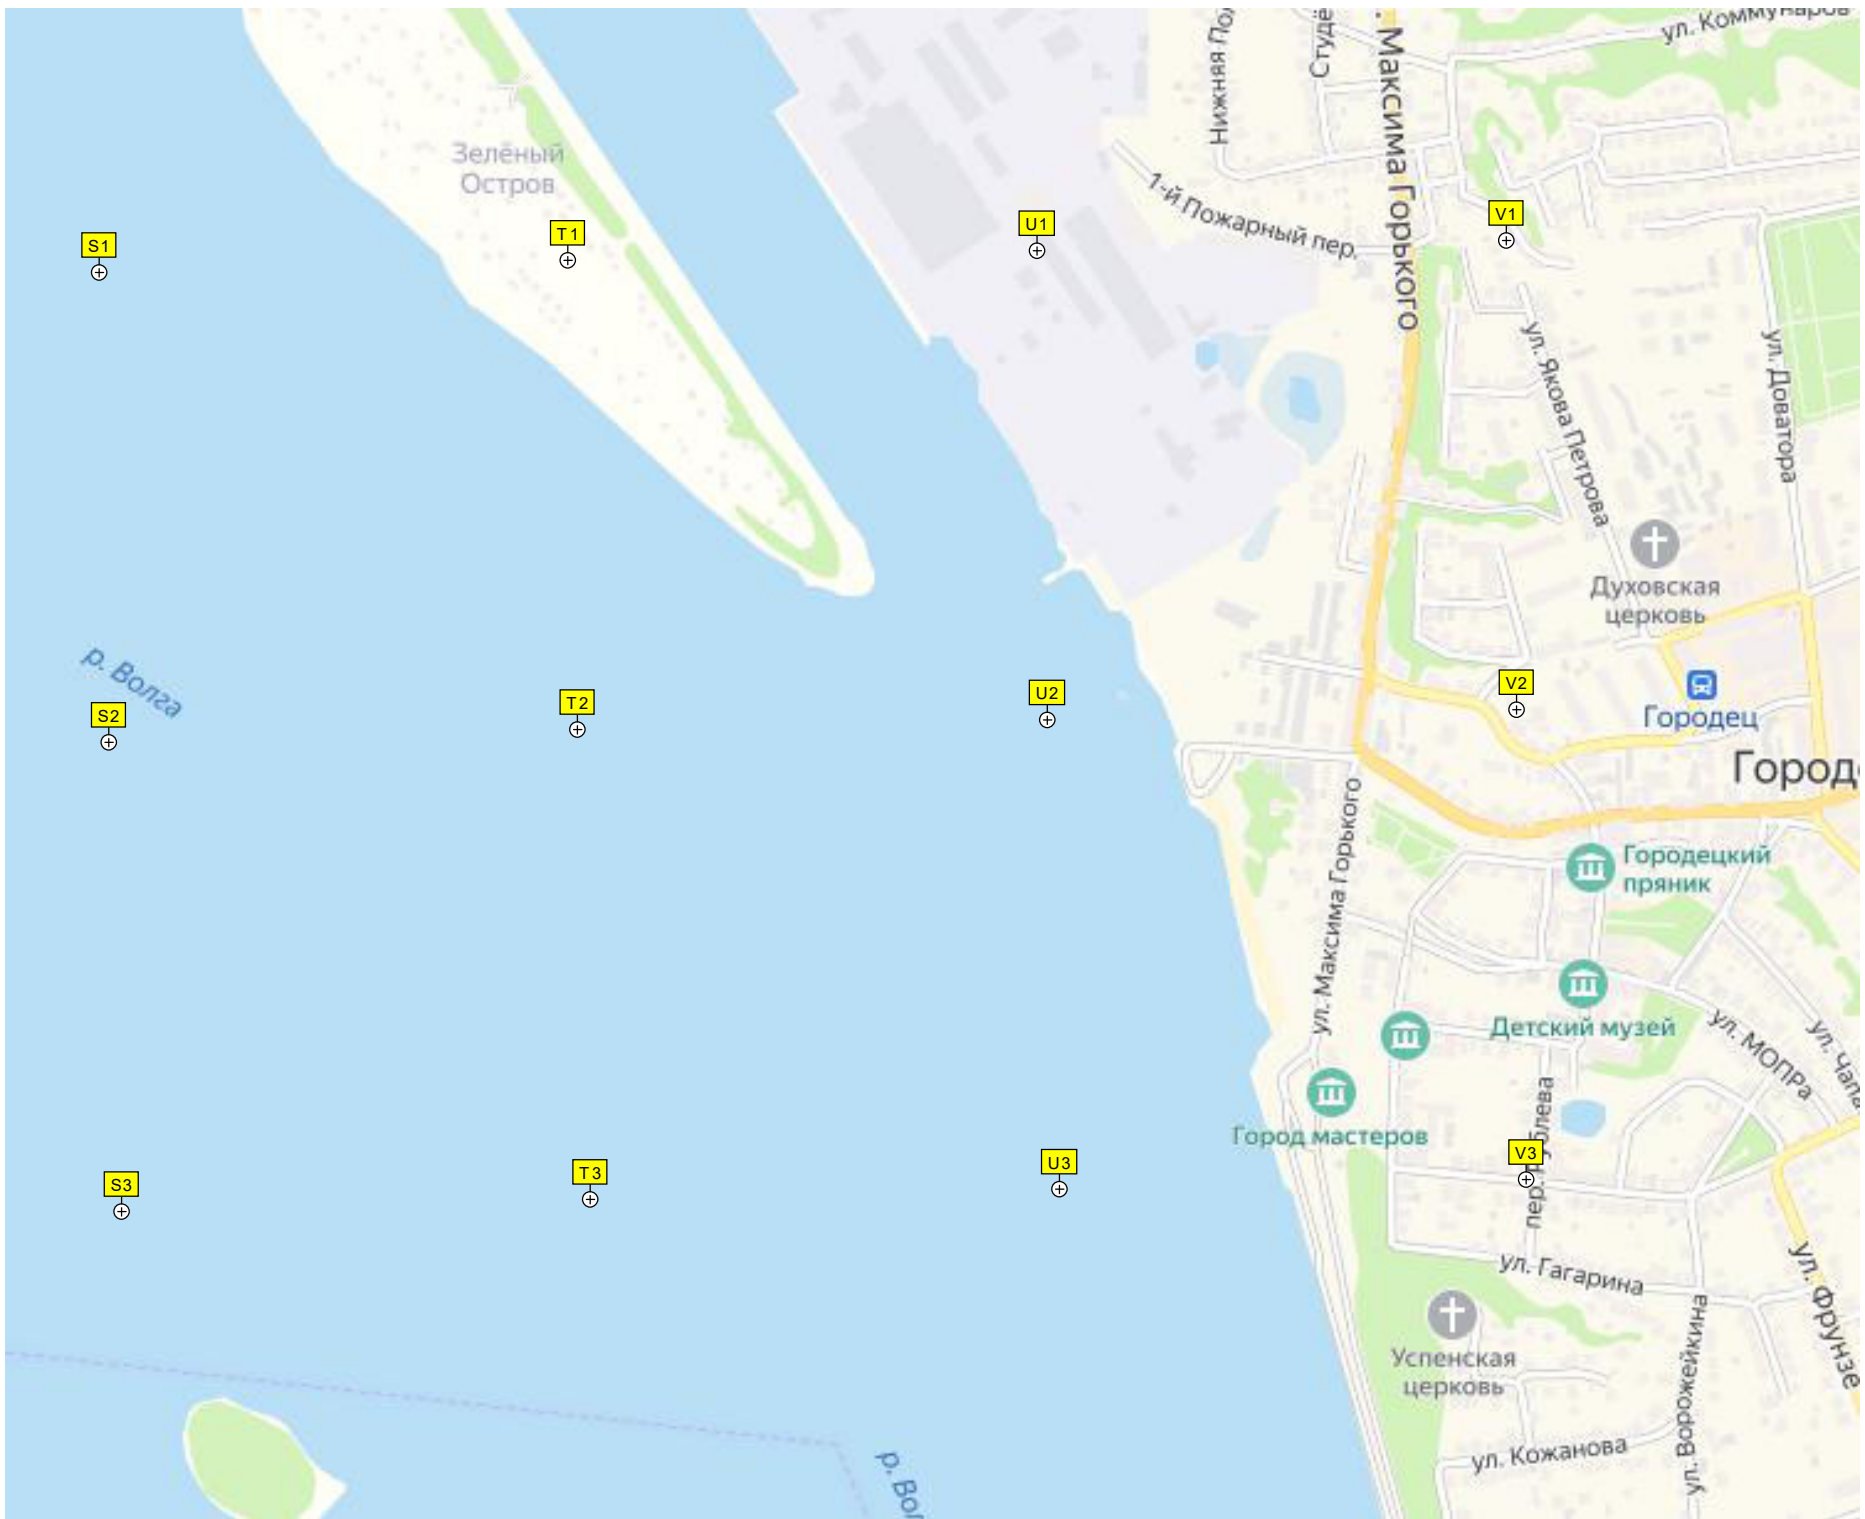 ул. Коммунаров
Нижняя По
Студё
. Максима Горького
Зелёный
Остров
1-й Пожарный пер.
S1
T1
U1
V1
ул. Якова Петрова
ул. Доватора
Духовская
церковь
р. Волга
S2
T2
U2
V2
Городец
Город
ул. Максима Горького
Городецкий
пряник
Детский музей
ул. МОПРа
ул. Чапа
Город мастеров
пер. Рублева
S3
T3
U3
V3
ул. Гагарина
ул. Фрунзе
Успенская
церковь
ул. Ворожейкина
ул. Кожанова
р. Вол